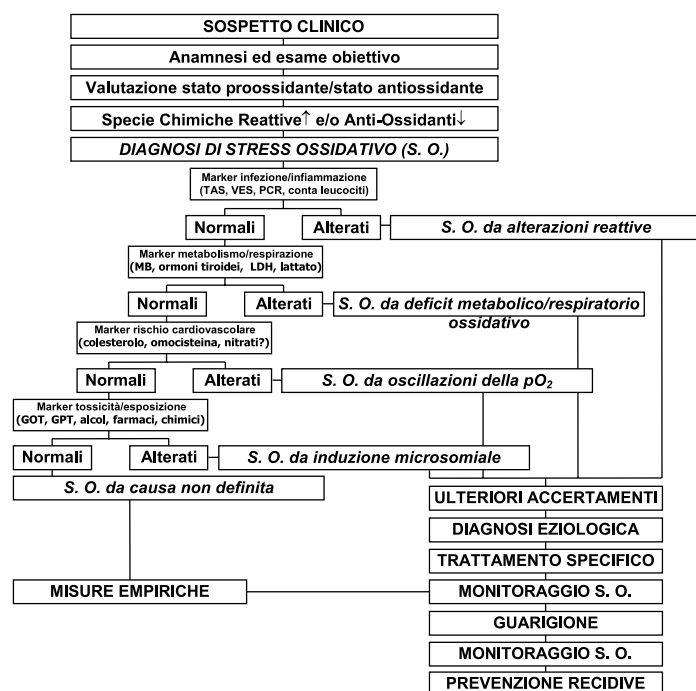 SOSPETTO CLINICO
Anamnesi ed esame obiettivo
Valutazione stato proossidante/stato antiossidante
Specie Chimiche Reattive↑ e/o Anti-Ossidanti↓
DIAGNOSI DI STRESS OSSIDATIVO (S. O.)
Marker infezione/infiammazione
(TAS, VES, PCR, conta leucociti)
Normali
Alterati
S. O. da alterazioni reattive
Marker metabolismo/respirazione
(MB, ormoni tiroidei, LDH, lattato)
Normali
Alterati
S. O. da deficit metabolico/respiratorio
ossidativo
Marker rischio cardiovascolare
(colesterolo, omocisteina, nitrati?)
Normali
Alterati
S. O. da oscillazioni della pO₂
Marker tossicità/esposizione
(GOT, GPT, alcol, farmaci, chimici)
Normali
Alterati
S. O. da induzione microsomiale
S. O. da causa non definita
ULTERIORI ACCERTAMENTI
DIAGNOSI EZIOLOGICA
TRATTAMENTO SPECIFICO
MISURE EMPIRICHE
MONITORAGGIO S. O.
GUARIGIONE
MONITORAGGIO S. O.
PREVENZIONE RECIDIVE